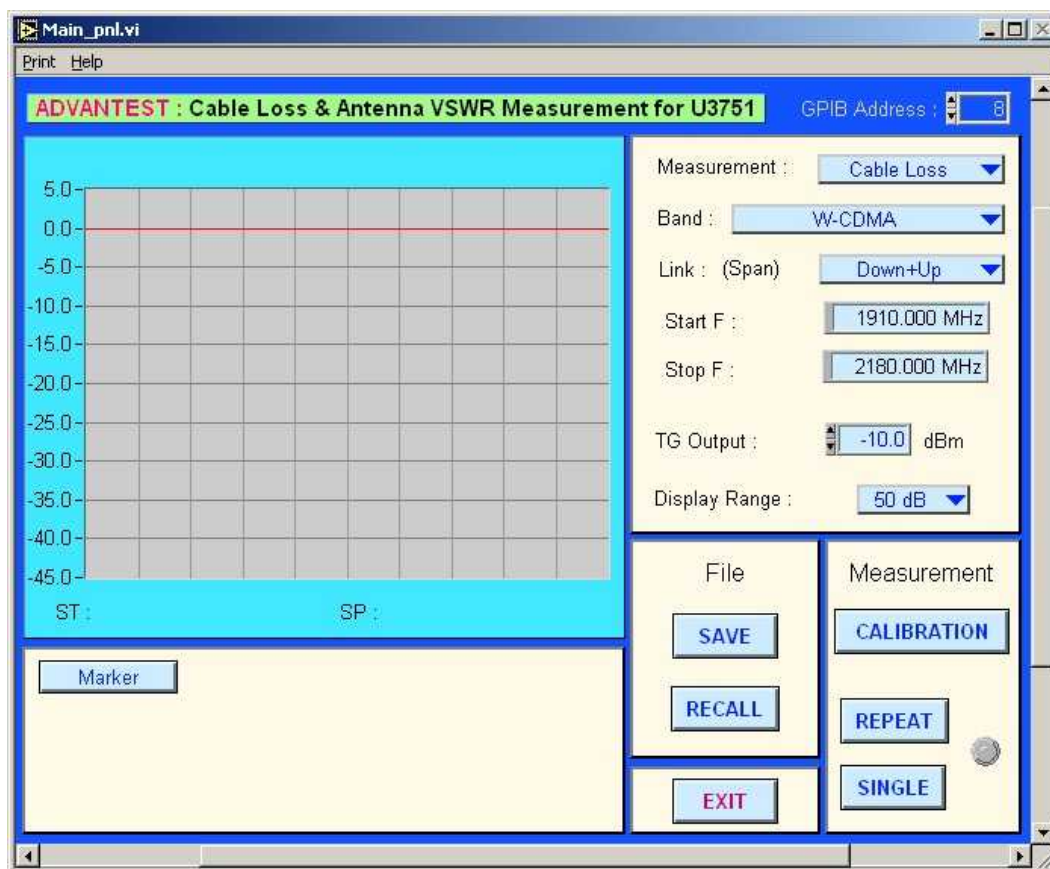 Main_pnl.vi
Print Help
ADVANTEST : Cable Loss & Antenna VSWR Measurement for U3751
GPIB Address : 8
5.0
0.0
-5.0
-10.0
-15.0
-20.0
-25.0
-30.0
-35.0
-40.0
-45.0
ST :
SP :
Marker
Measurement : Cable Loss
Band : W-CDMA
Link : (Span) Down+Up
Start F : 1910.000 MHz
Stop F : 2180.000 MHz
TG Output : -10.0 dBm
Display Range : 50 dB
File
SAVE
RECALL
EXIT
Measurement
CALIBRATION
REPEAT
SINGLE